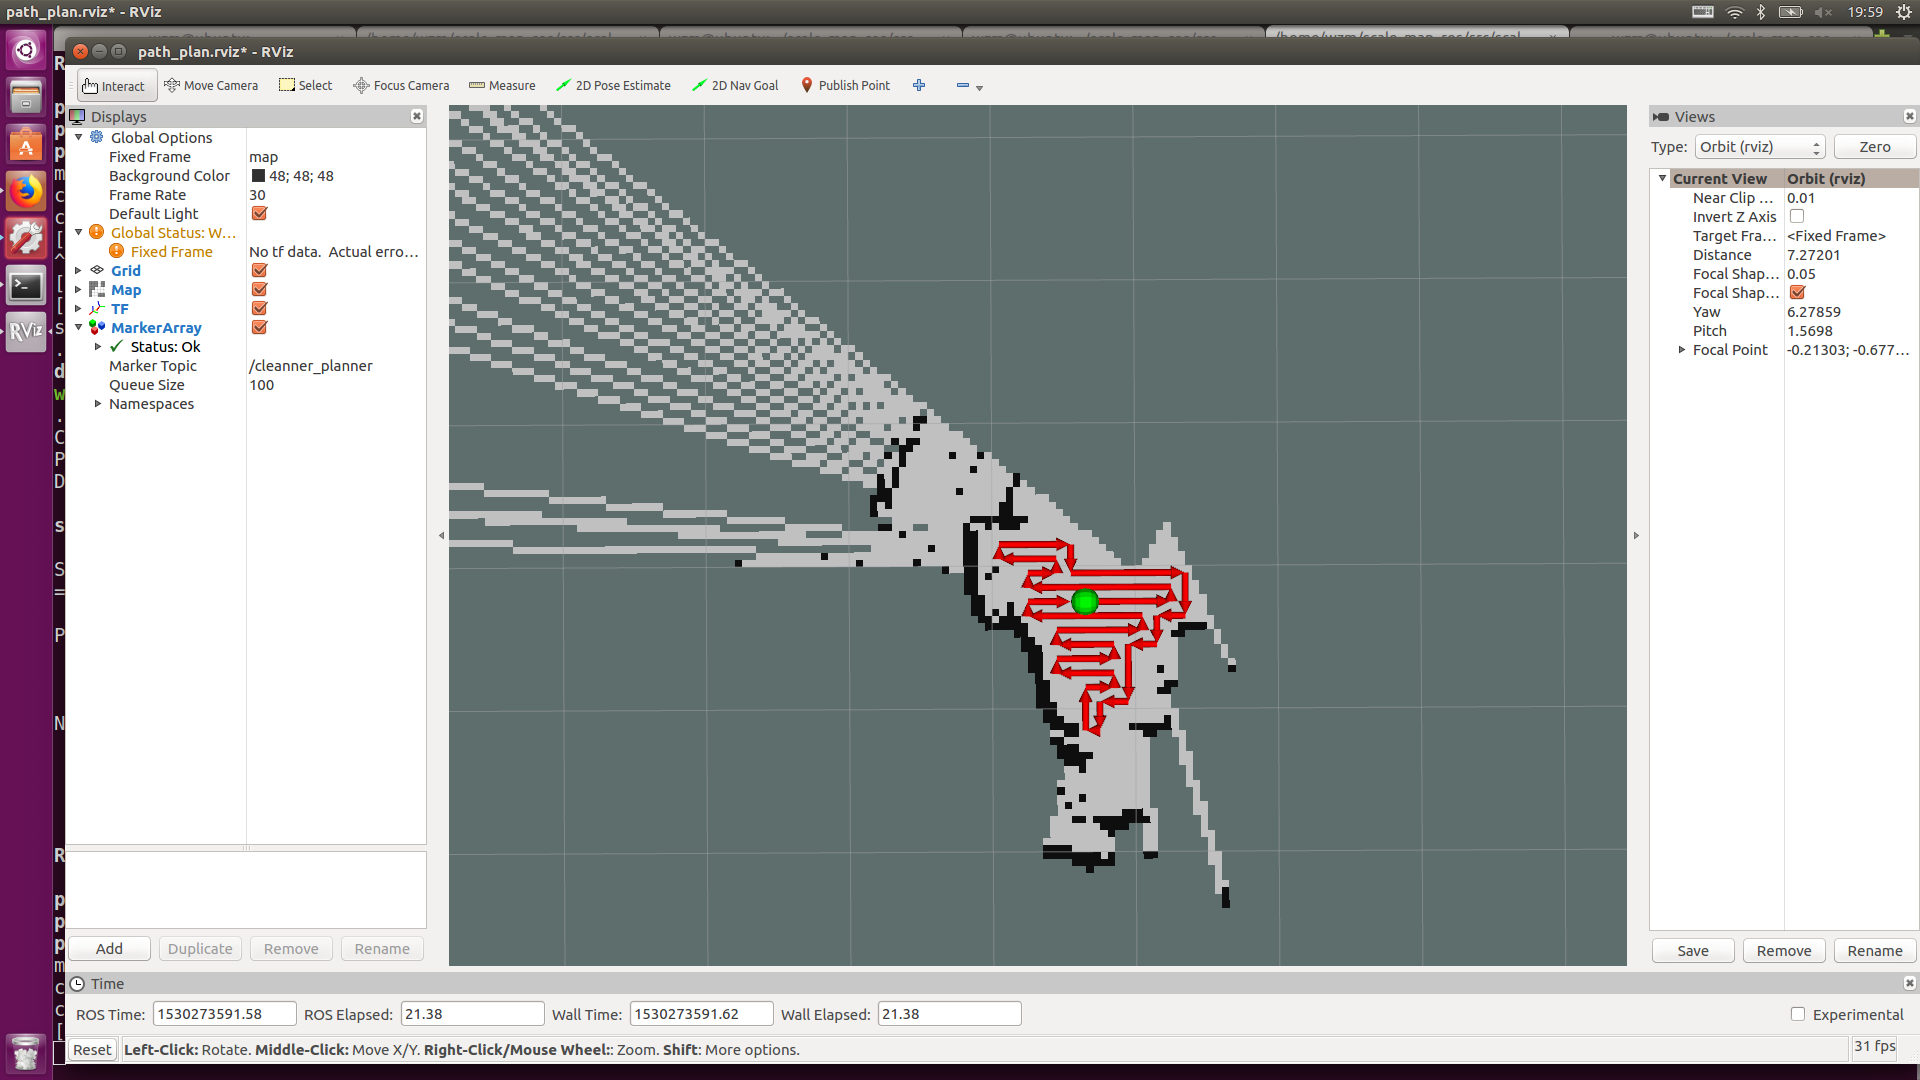 path_plan.rviz* - RViz
19:59
path_plan.rviz* - RViz
Interact
Move Camera
Select
Focus Camera
Measure
2D Pose Estimate
2D Nav Goal
Publish Point
Displays
Global Options
Fixed Frame map
Background Color 48; 48; 48
Frame Rate 30
Default Light
Global Status: W...
Fixed Frame No tf data. Actual erro...
Grid
Map
TF
MarkerArray
Status: Ok
Marker Topic /cleanner_planner
Queue Size 100
Namespaces
Add
Duplicate
Remove
Rename
Views
Type: Orbit (rviz) Zero
Current View Orbit (rviz)
Near Clip ... 0.01
Invert Z Axis
Target Fra... <Fixed Frame>
Distance 7.27201
Focal Shap... 0.05
Focal Shap...
Yaw 6.27859
Pitch 1.5698
Focal Point -0.21303; -0.677...
Save
Remove
Rename
Time
ROS Time: 1530273591.58 ROS Elapsed: 21.38 Wall Time: 1530273591.62 Wall Elapsed: 21.38
Experimental
Reset
Left-Click: Rotate. Middle-Click: Move X/Y. Right-Click/Mouse Wheel:: Zoom. Shift: More options.
31 fps
RViz